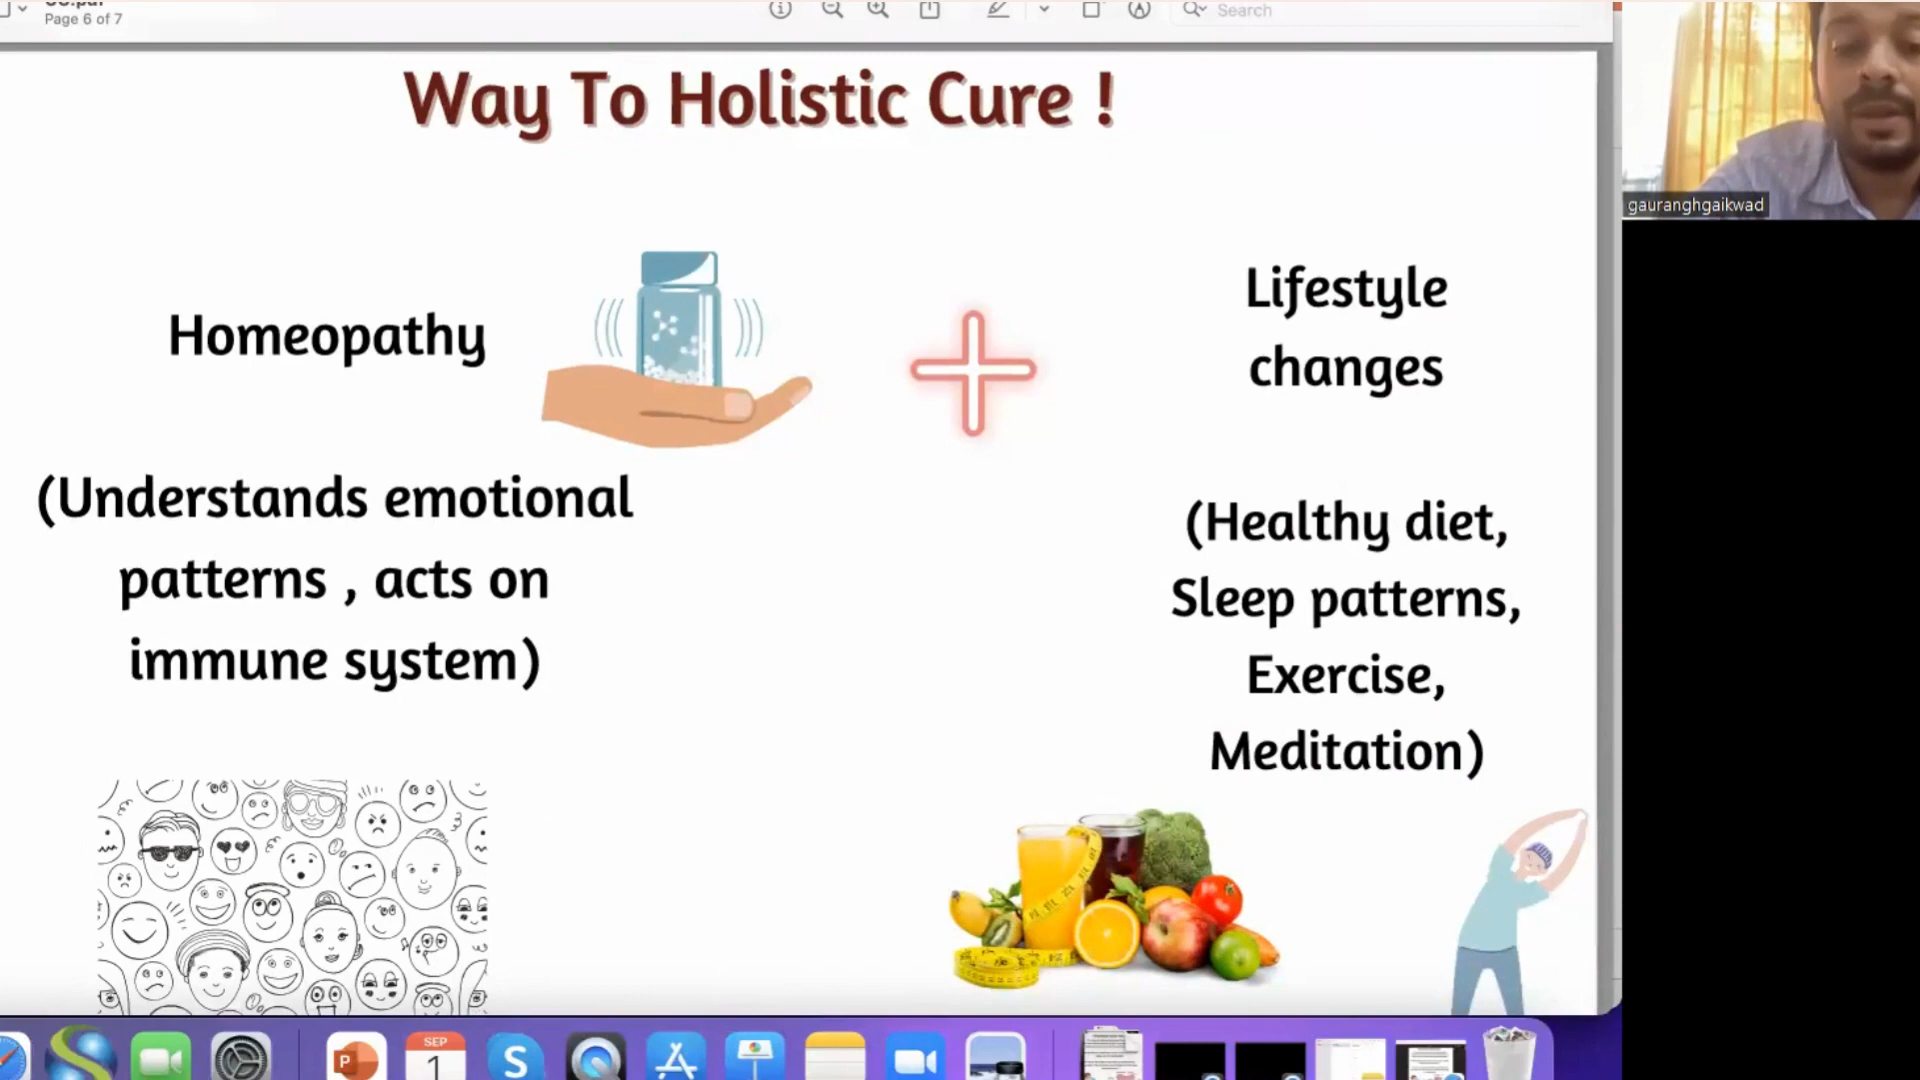 Page 6 of 7
Search
Way To Holistic Cure !
Homeopathy
Lifestyle
changes
(Understands emotional
patterns , acts on
immune system)
(Healthy diet,
Sleep patterns,
Exercise,
Meditation)
gauranghgaikwad
SEP
1